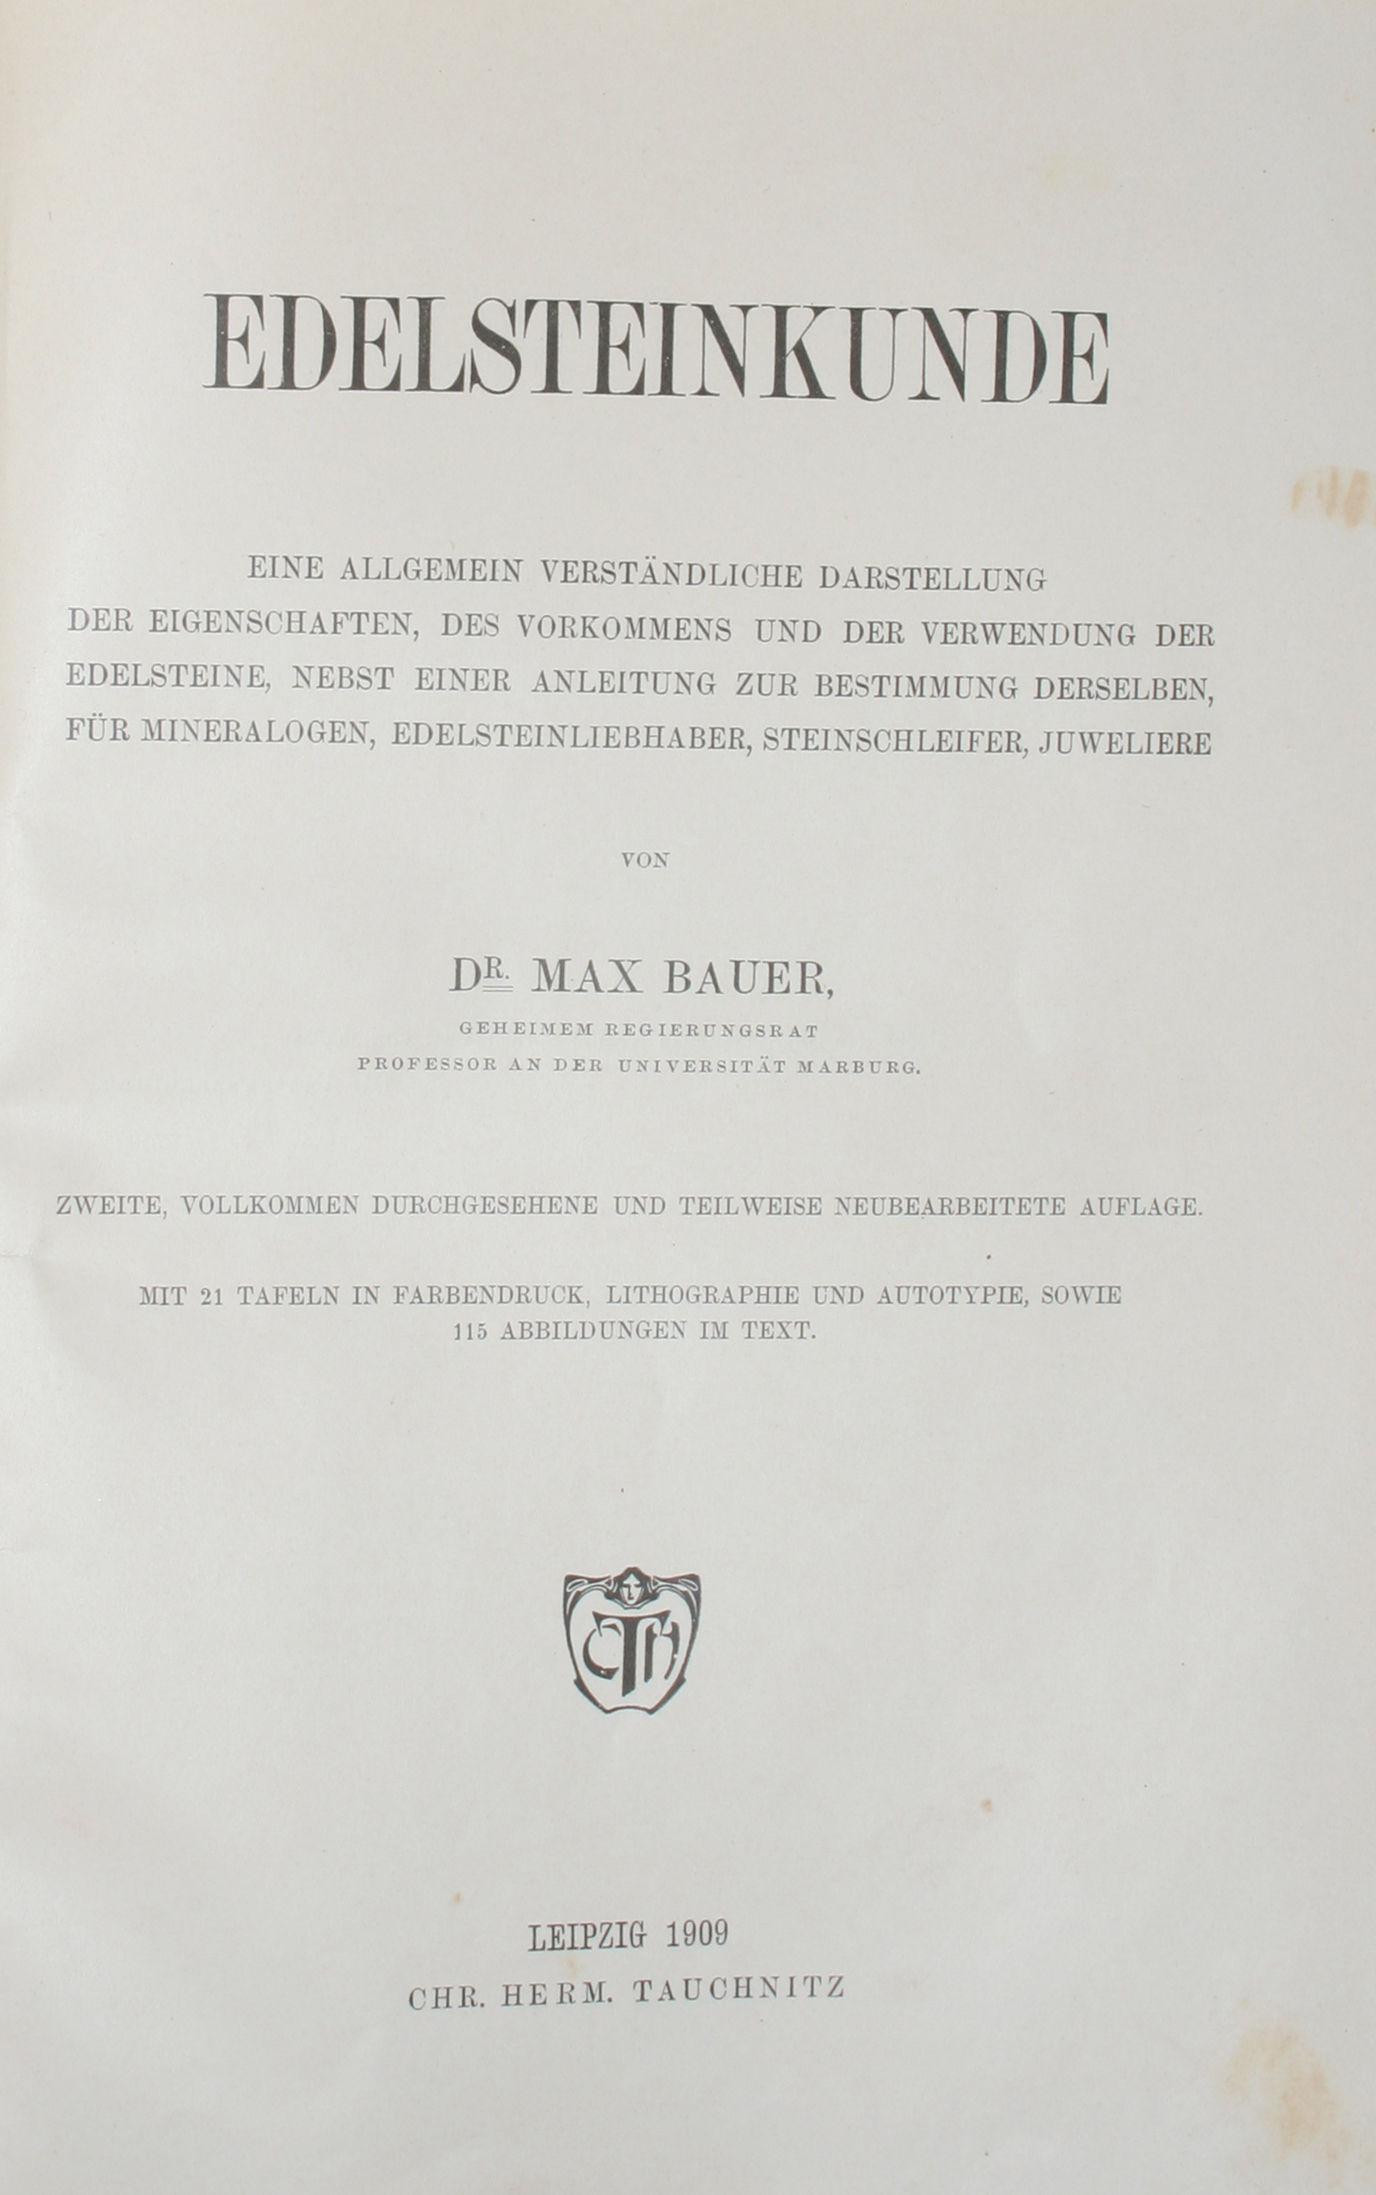 EDELSTEINKUNDE
EINE ALLGEMEIN VERSTÄNDLICHE DARSTELLUNG
DER EIGENSCHAFTEN, DES VORKOMMENS UND DER VERWENDUNG DER
EDELSTEINE, NEBST EINER ANLEITUNG ZUR BESTIMMUNG DERSELBEN,
FÜR MINERALOGEN, EDELSTEINLIEBHABER, STEINSCHLEIFER, JUWELIERE
VON
DR. MAX BAUER,
GEHEIMEM REGIERUNGSRAT
PROFESSOR AN DER UNIVERSITÄT MARBURG.
ZWEITE, VOLLKOMMEN DURCHGESEHENE UND TEILWEISE NEUBEARBEITETE AUFLAGE.
MIT 21 TAFELN IN FARBENDRUCK, LITHOGRAPHIE UND AUTOTYPIE, SOWIE
115 ABBILDUNGEN IM TEXT.
CTH
LEIPZIG 1909
CHR. HERM. TAUCHNITZ